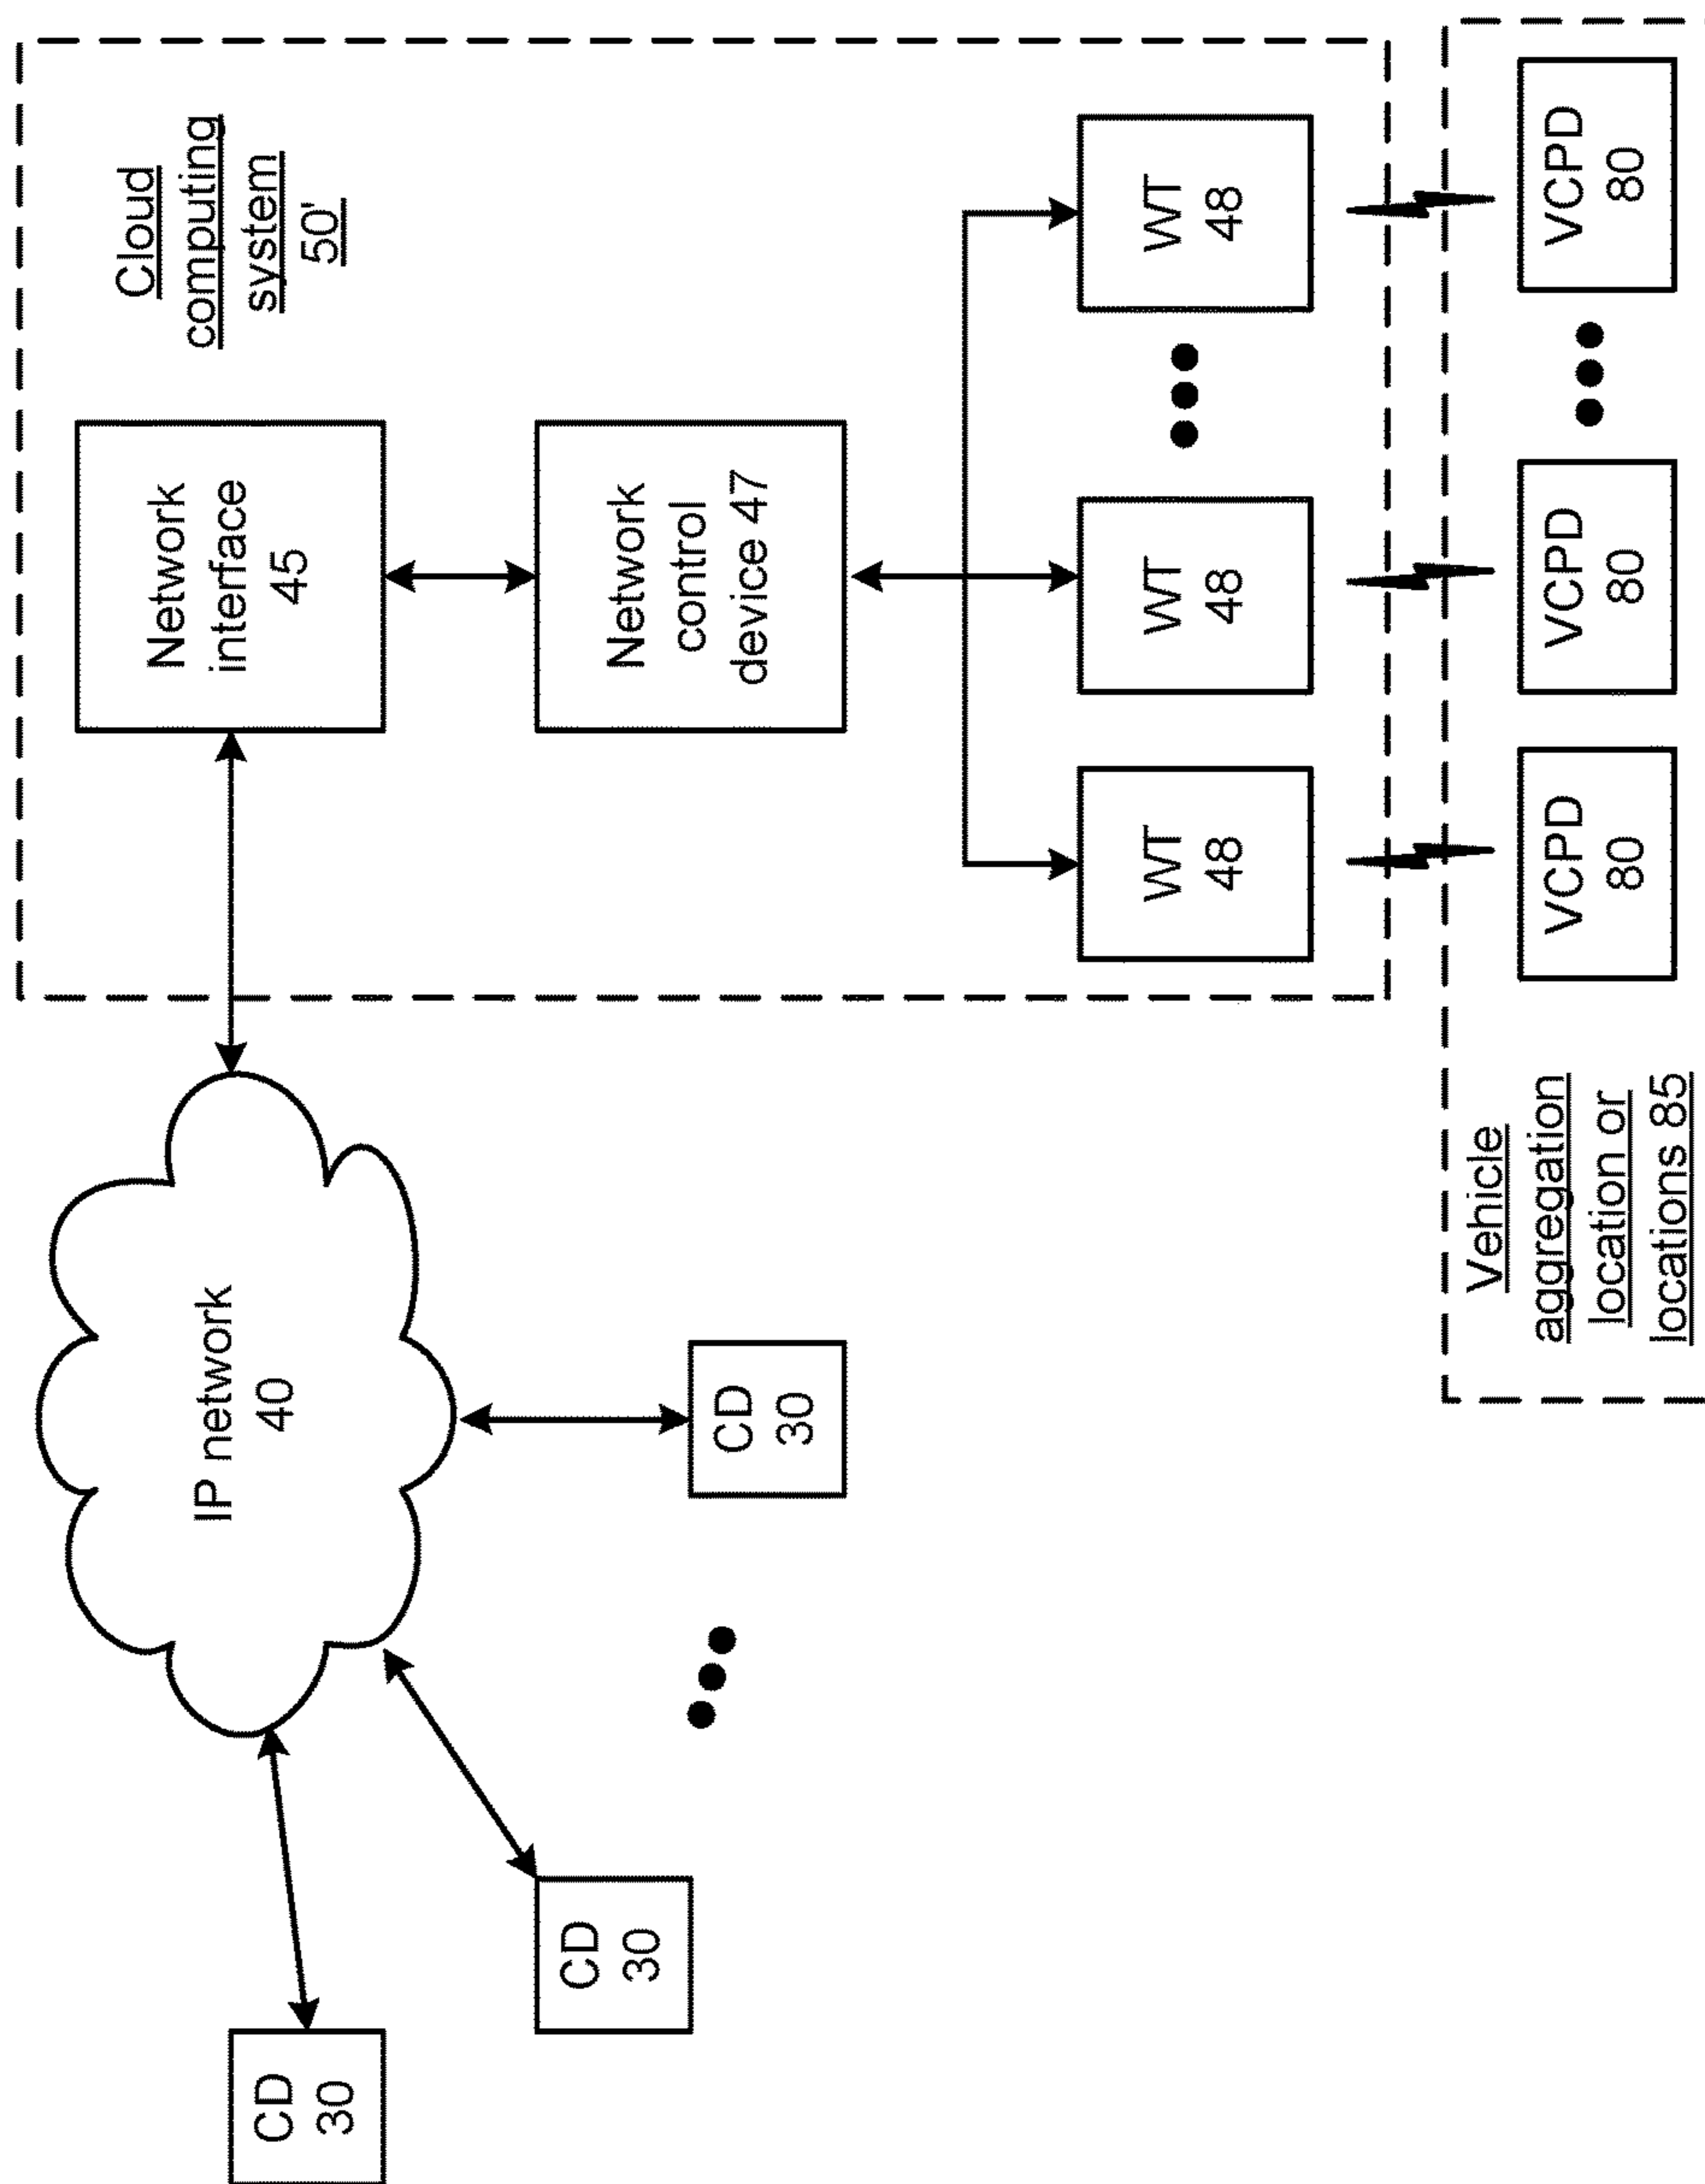 CD
30
CD
30
CD
30
IP network
40
Network
interface
45
Cloud
computing
system
50'
Network
control
device 47
WT
48
WT
48
WT
48
Vehicle
aggregation
location or
locations 85
VCPD
80
VCPD
80
VCPD
80